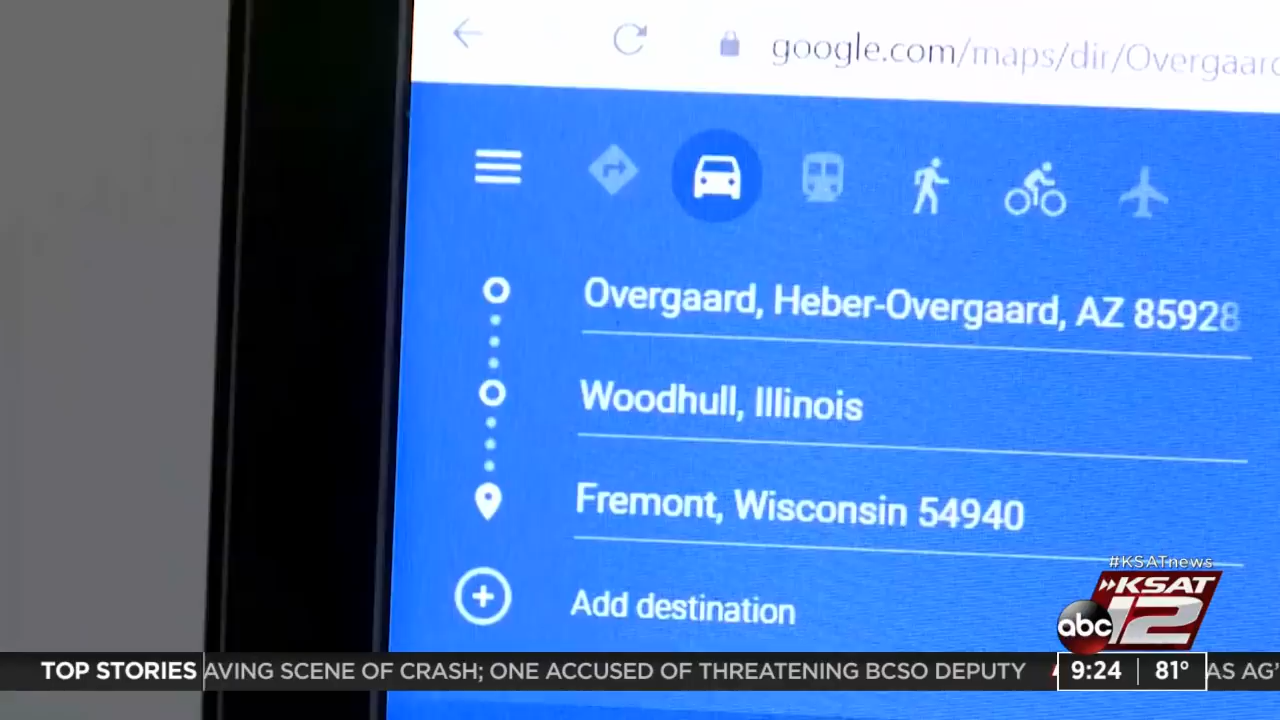 google.com/maps/dir/Overgaard
Overgaard, Heber-Overgaard, AZ 85928
Woodhull, Illinois
Fremont, Wisconsin 54940
Add destination
#KSATnews
KSAT
abc 12
TOP STORIES AVING SCENE OF CRASH; ONE ACCUSED OF THREATENING BCSO DEPUTY 9:24 81° AS AG'